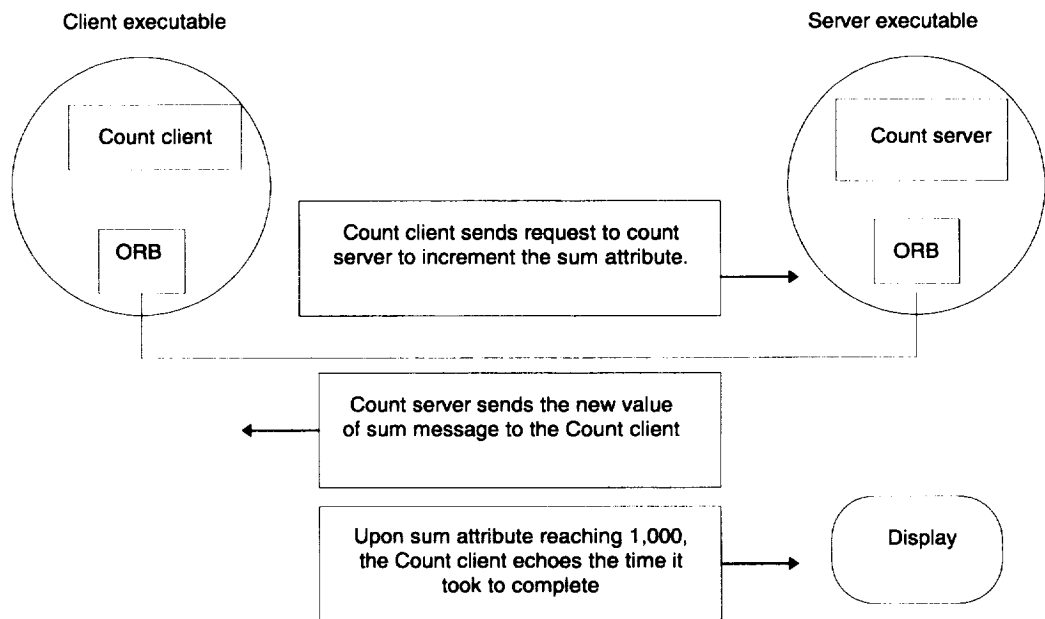 Client executable
Server executable
Count client
Count server
ORB
Count client sends request to count
server to increment the sum attribute.
ORB
Count server sends the new value
of sum message to the Count client
Upon sum attribute reaching 1,000,
the Count client echoes the time it
took to complete
Display